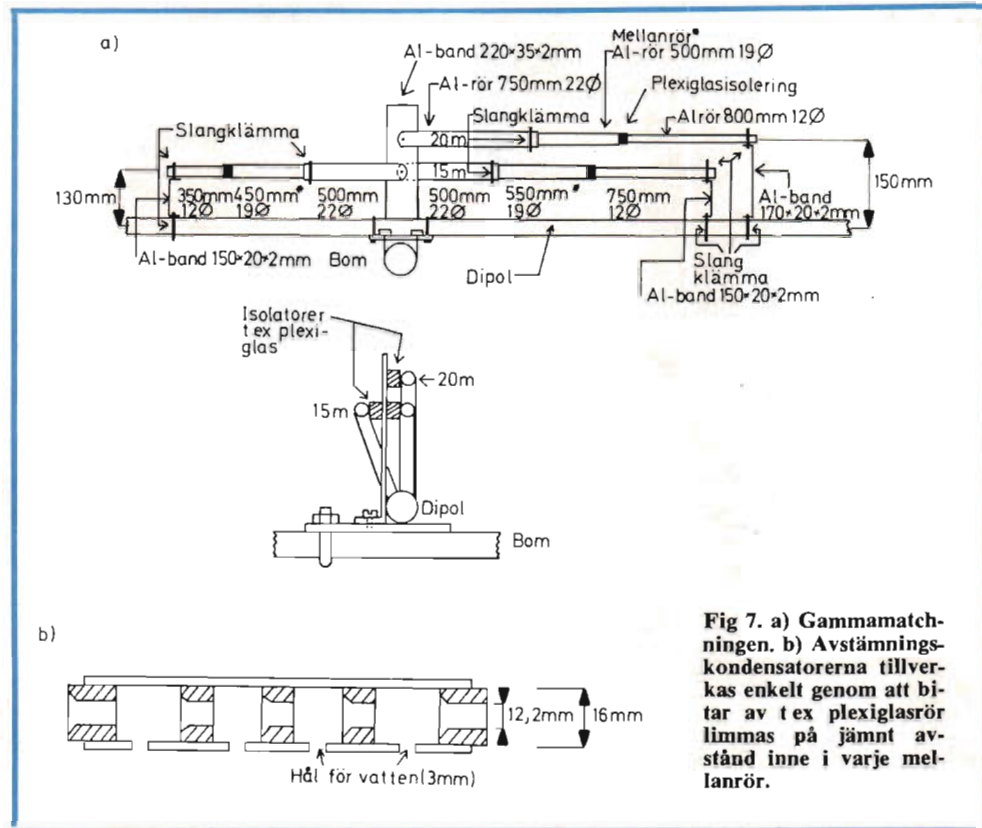 a)
Al-band 220×35×2mm
Mellanrör*
Al-rör 500mm 19Ø
Al-rör 750mm 22Ø
Plexiglasisolering
Slangklämma
Slangklämma
Alrör 800mm 12Ø
20m
15m
130mm
150mm
350mm 450mm* 500mm 500mm 550mm* 750mm
12Ø 19Ø 22Ø 22Ø 19Ø 12Ø
Al-band
170×20×2mm
Al-band 150×20×2mm
Bom
Dipol
Slang
klämma
Al-band 150×20×2mm
Isolatorer
t ex plexi-
glas
20m
15m
Dipol
Bom
b)
12,2mm
16mm
Hål för vatten(3mm)
Fig 7. a) Gammamatch-
ningen. b) Avstämnings-
kondensatorerna tillver-
kas enkelt genom att bi-
tar av t ex plexiglasrör
limmas på jämnt av-
stånd inne i varje mel-
lanrör.